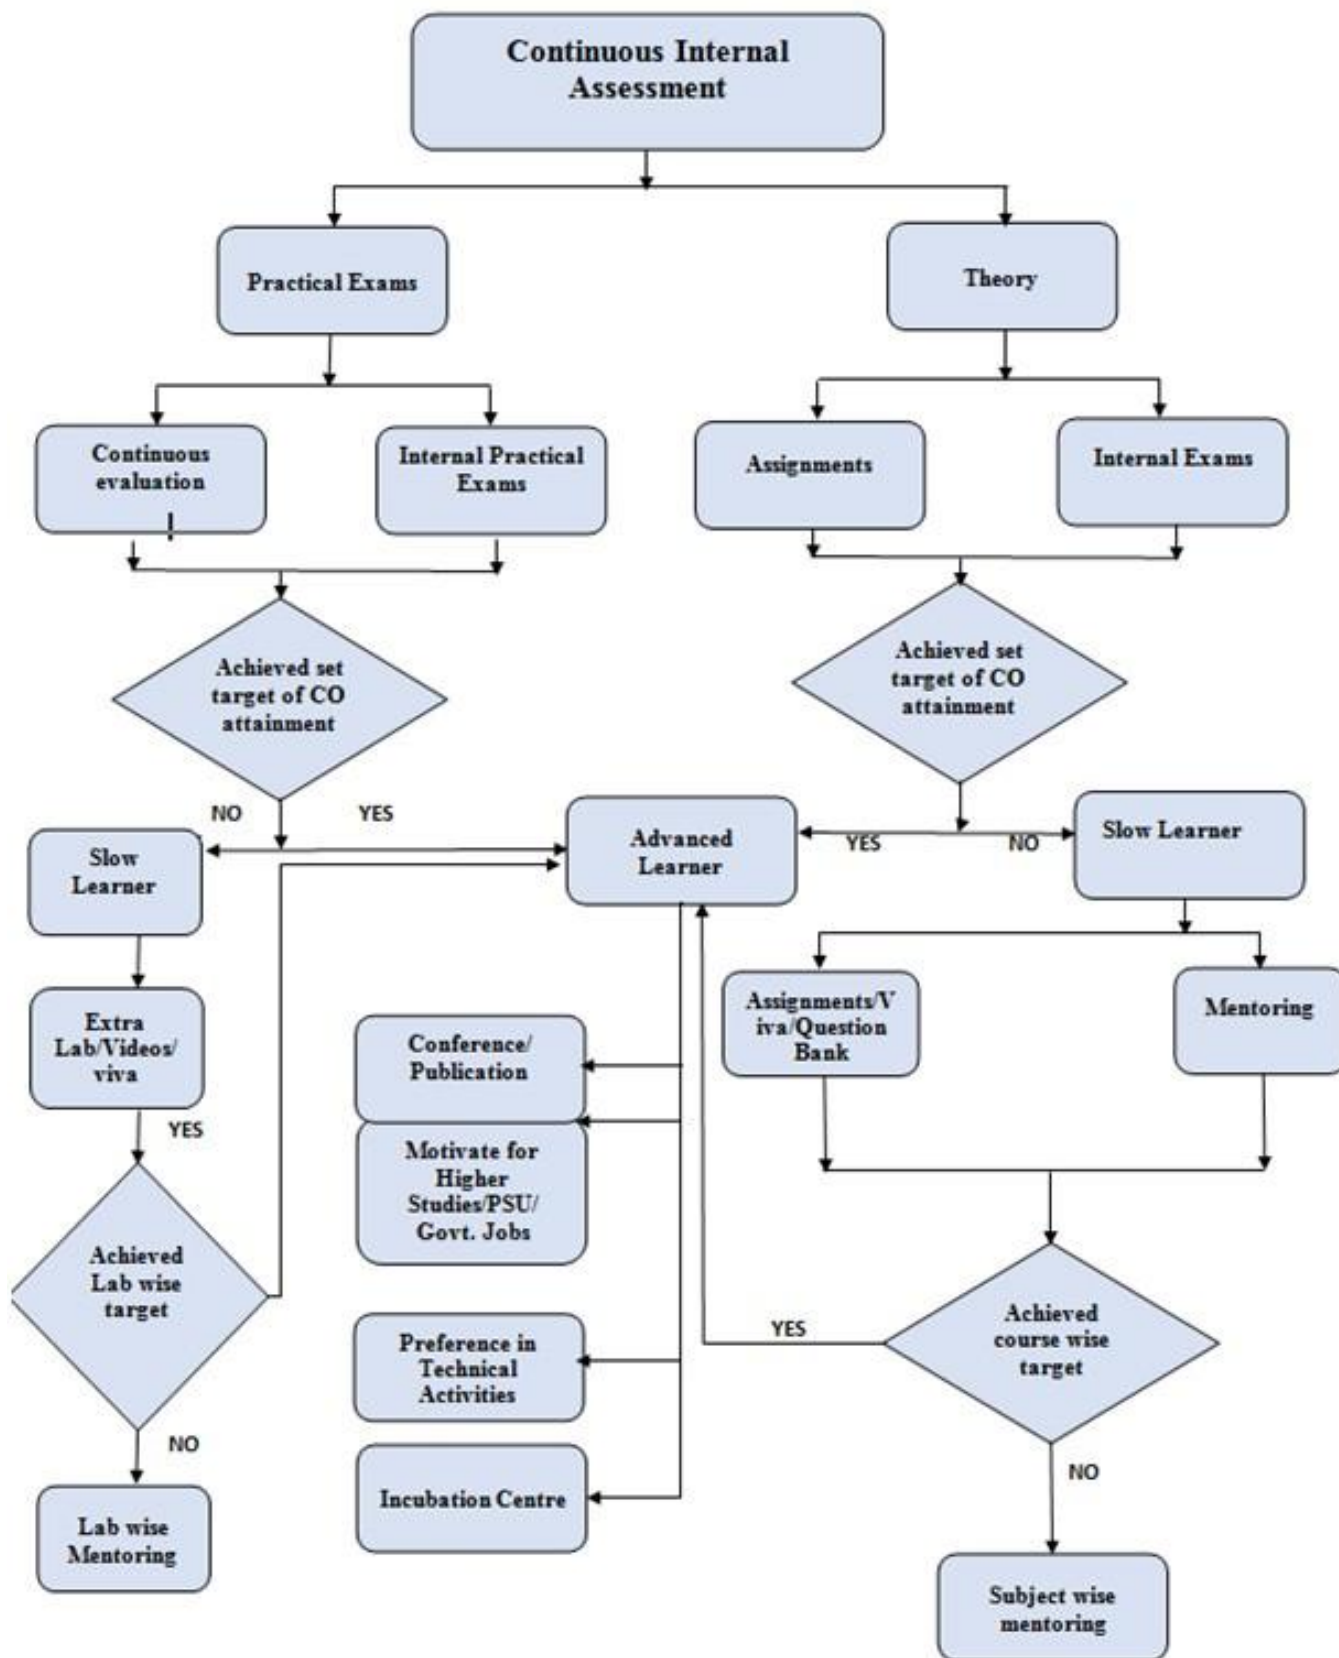 Continuous Internal
Assessment
Practical Exams
Theory
Continuous
evaluation
Internal Practical
Exams
Assignments
Internal Exams
Achieved set
target of CO
attainment
Achieved set
target of CO
attainment
NO
YES
Slow
Learner
Advanced
Learner
YES
NO
Slow Learner
Extra
Lab/Videos/
viva
Conference/
Publication
Assignments/V
iva/Question
Bank
Mentoring
YES
Motivate for
Higher
Studies/PSU/
Govt. Jobs
Achieved
Lab wise
target
Preference in
Technical
Activities
YES
Achieved
course wise
target
NO
Incubation Centre
NO
Lab wise
Mentoring
Subject wise
mentoring